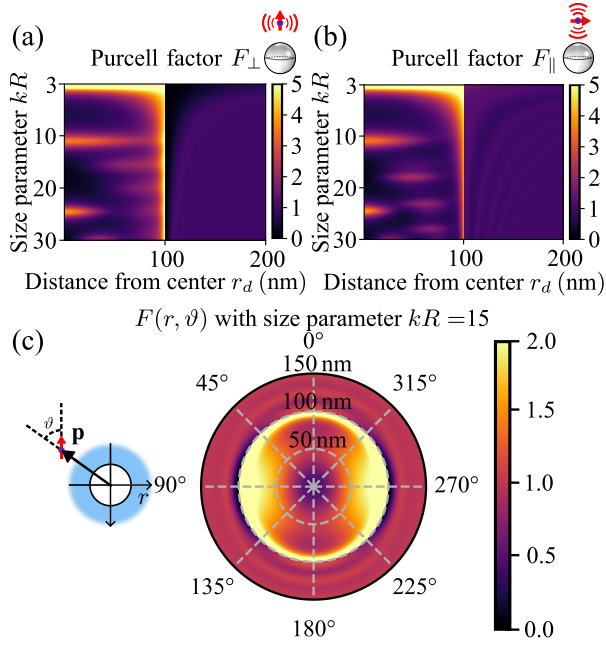 (a)
Purcell factor F⊥
(b)
Purcell factor F∥
Size parameter kR
3
10
20
30
100
200
Distance from center r_d (nm)
5
4
3
2
1
0
Size parameter kR
3
10
20
30
100
200
Distance from center r_d (nm)
5
4
3
2
1
0
F(r, ϑ) with size parameter kR =15
(c)
0°
150 nm
100 nm
50 nm
45°
315°
90°
270°
135°
225°
180°
ϑ
p
r
2.0
1.5
1.0
0.5
0.0